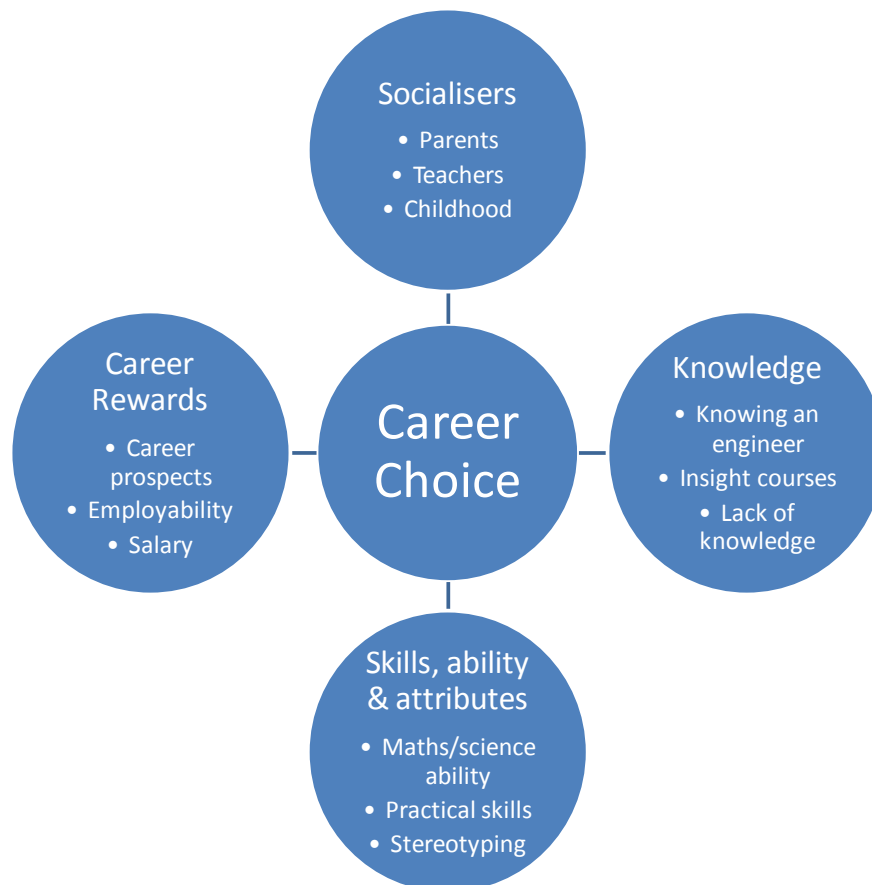 Socialisers
• Parents
• Teachers
• Childhood
Career
Rewards
• Career
prospects
• Employability
• Salary
Career
Choice
Knowledge
• Knowing an
engineer
• Insight courses
• Lack of
knowledge
Skills, ability
& attributes
• Maths/science
ability
• Practical skills
• Stereotyping